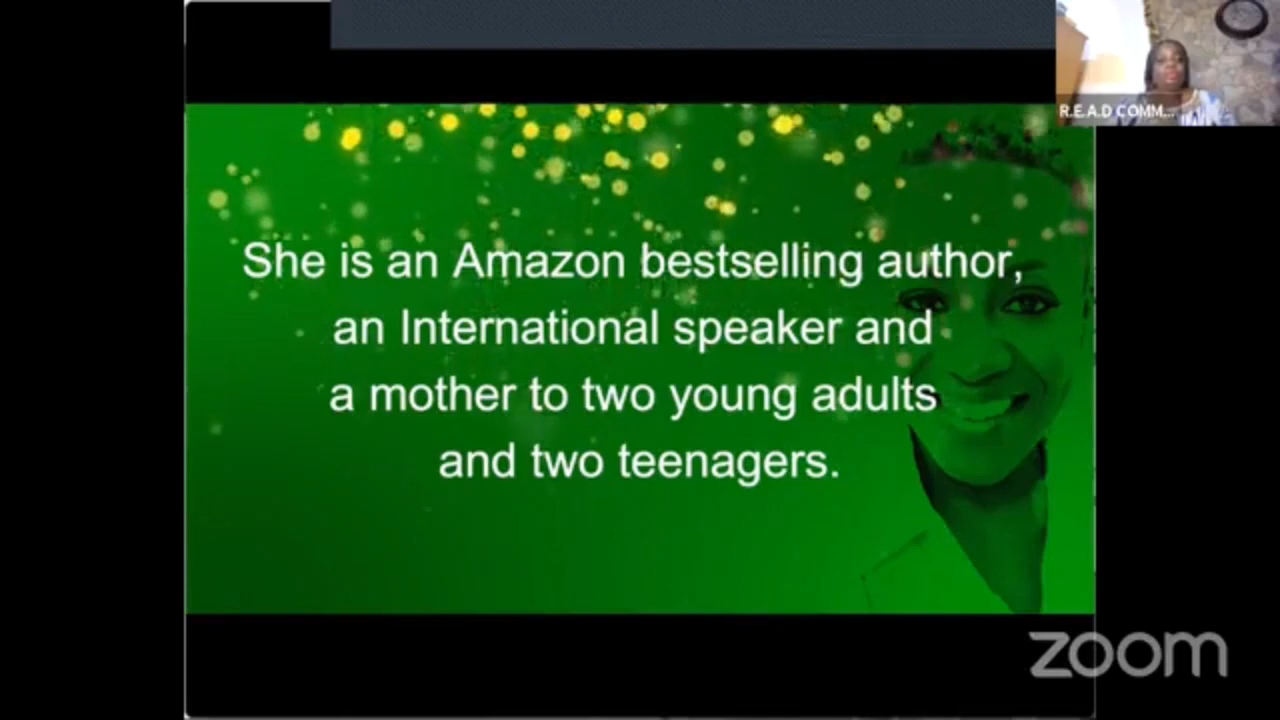 R.E.A.D COMM...
She is an Amazon bestselling author,
an International speaker and
a mother to two young adults
and two teenagers.
zoom